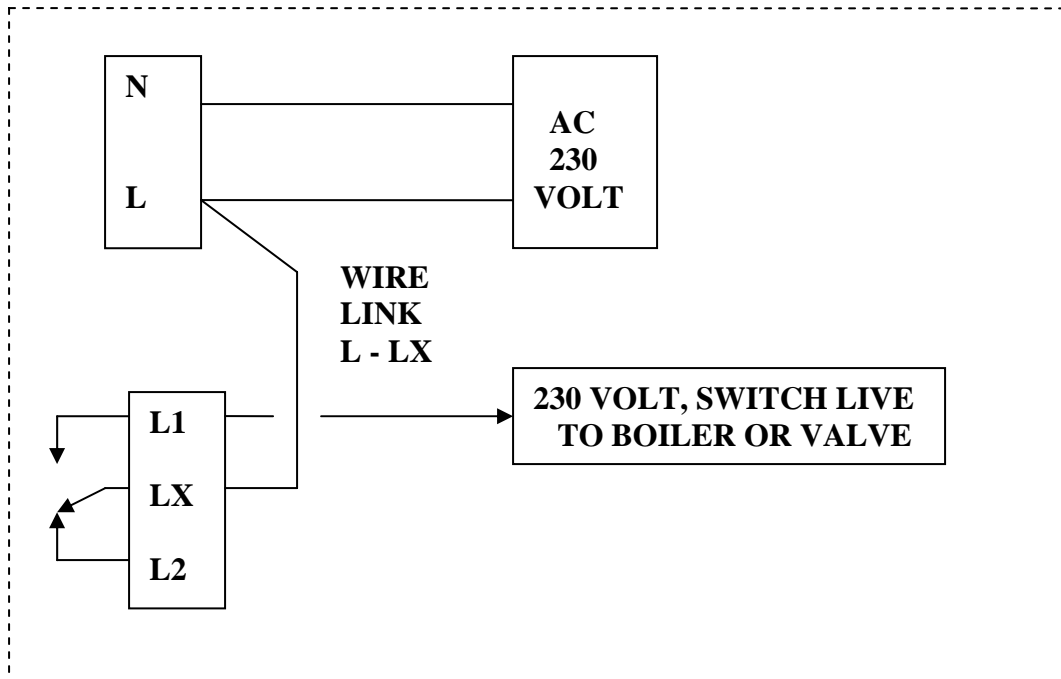 N
L
AC
230
VOLT
WIRE
LINK
L - LX
L1
LX
L2
230 VOLT, SWITCH LIVE
TO BOILER OR VALVE